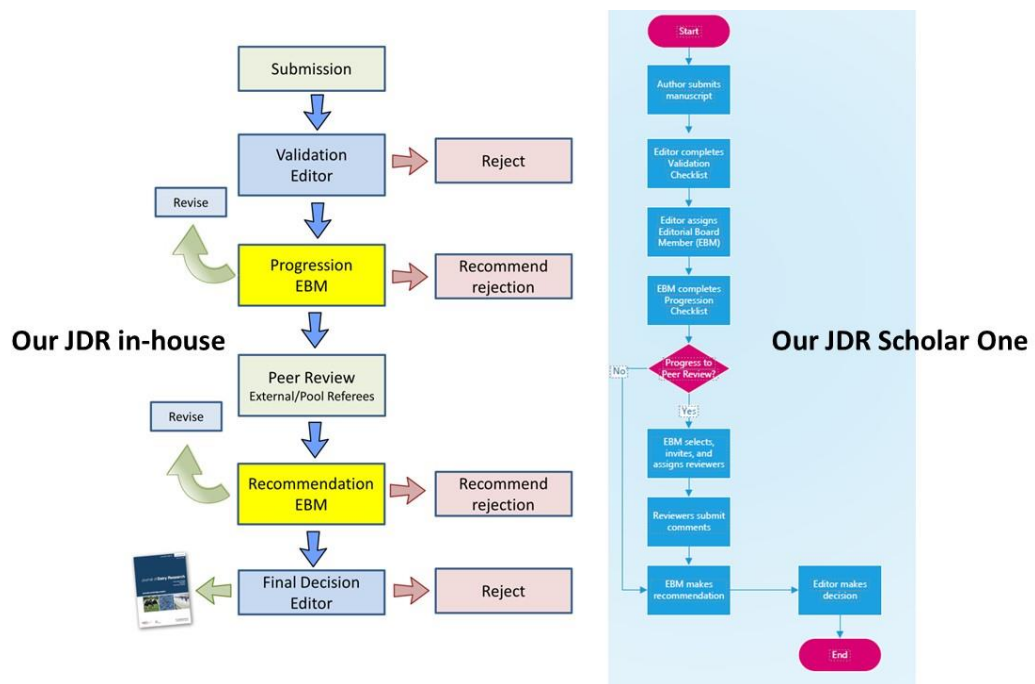 Submission
Validation
Editor
Reject
Revise
Progression
EBM
Recommend
rejection
Our JDR in-house
Peer Review
External/Pool Referees
Revise
Recommendation
EBM
Recommend
rejection
Final Decision
Editor
Reject
Start
Author submits
manuscript
Editor completes
Validation
Checklist
Editor assigns
Editorial Board
Member (EBM)
EBM completes
Progression
Checklist
Our JDR Scholar One
Progress to
Peer Review?
No
Yes
EBM selects,
invites, and
assigns reviewers
Reviewers submit
comments
EBM makes
recommendation
Editor makes
decision
End